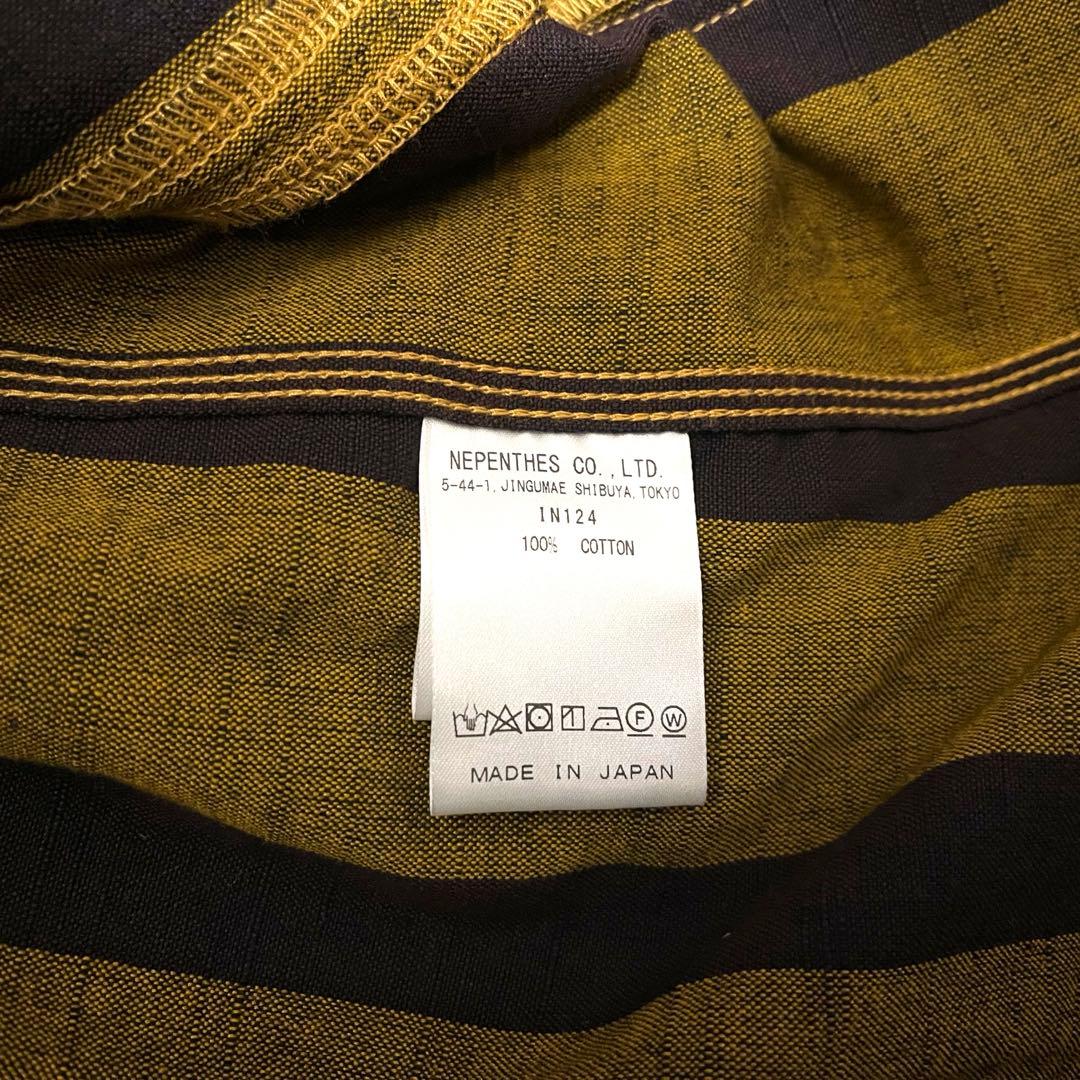 NEPENTHES CO.,LTD.
5-44-1, JINGUMAE SHIBUYA, TOKYO
IN124
100% COTTON
F W
MADE IN JAPAN